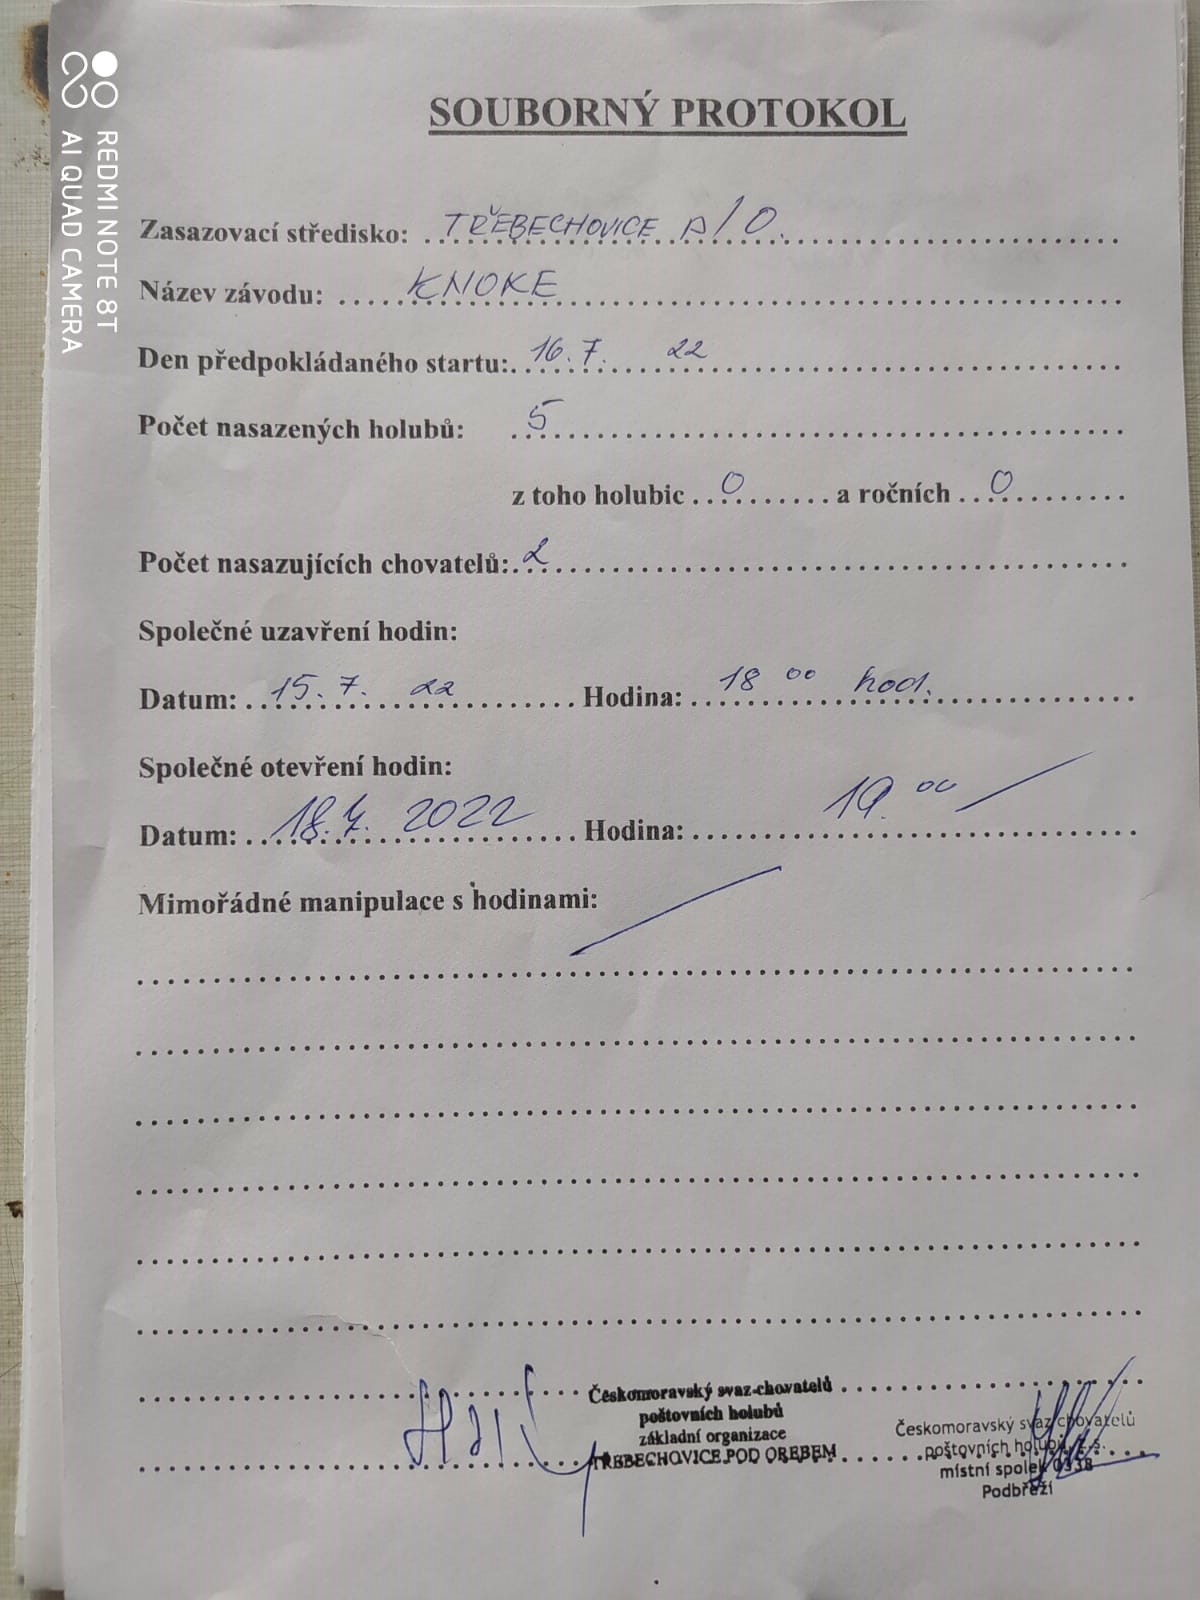 SOUBORNÝ PROTOKOL
Zasazovací středisko: TŘEBECHOVICE P/O.
Název závodu: KNOKE
Den předpokládaného startu: 16. 7. 22
Počet nasazených holubů: 5
z toho holubic 0 a ročních 0
Počet nasazujících chovatelů: 2
Společné uzavření hodin:
Datum: 15. 7. 22 Hodina: 18 00 hod.
Společné otevření hodin:
Datum: 18. 7. 2022 Hodina: 19 00
Mimořádné manipulace s hodinami:
Českomoravský svaz chovatelů
poštovních holubů
základní organizace
TŘEBECHOVICE POD OREBEM
Českomoravský svaz chovatelů
poštovních holubů, z.s.
místní spolek 0338
Podbřeží
REDMI NOTE 8T
AI QUAD CAMERA